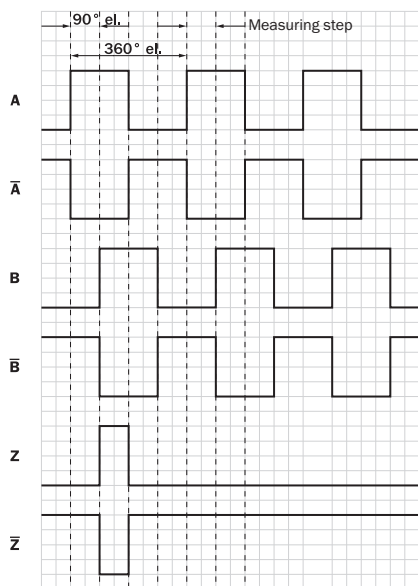 90° el.
Measuring step
360° el.
A
A̅
B
B̅
Z
Z̅